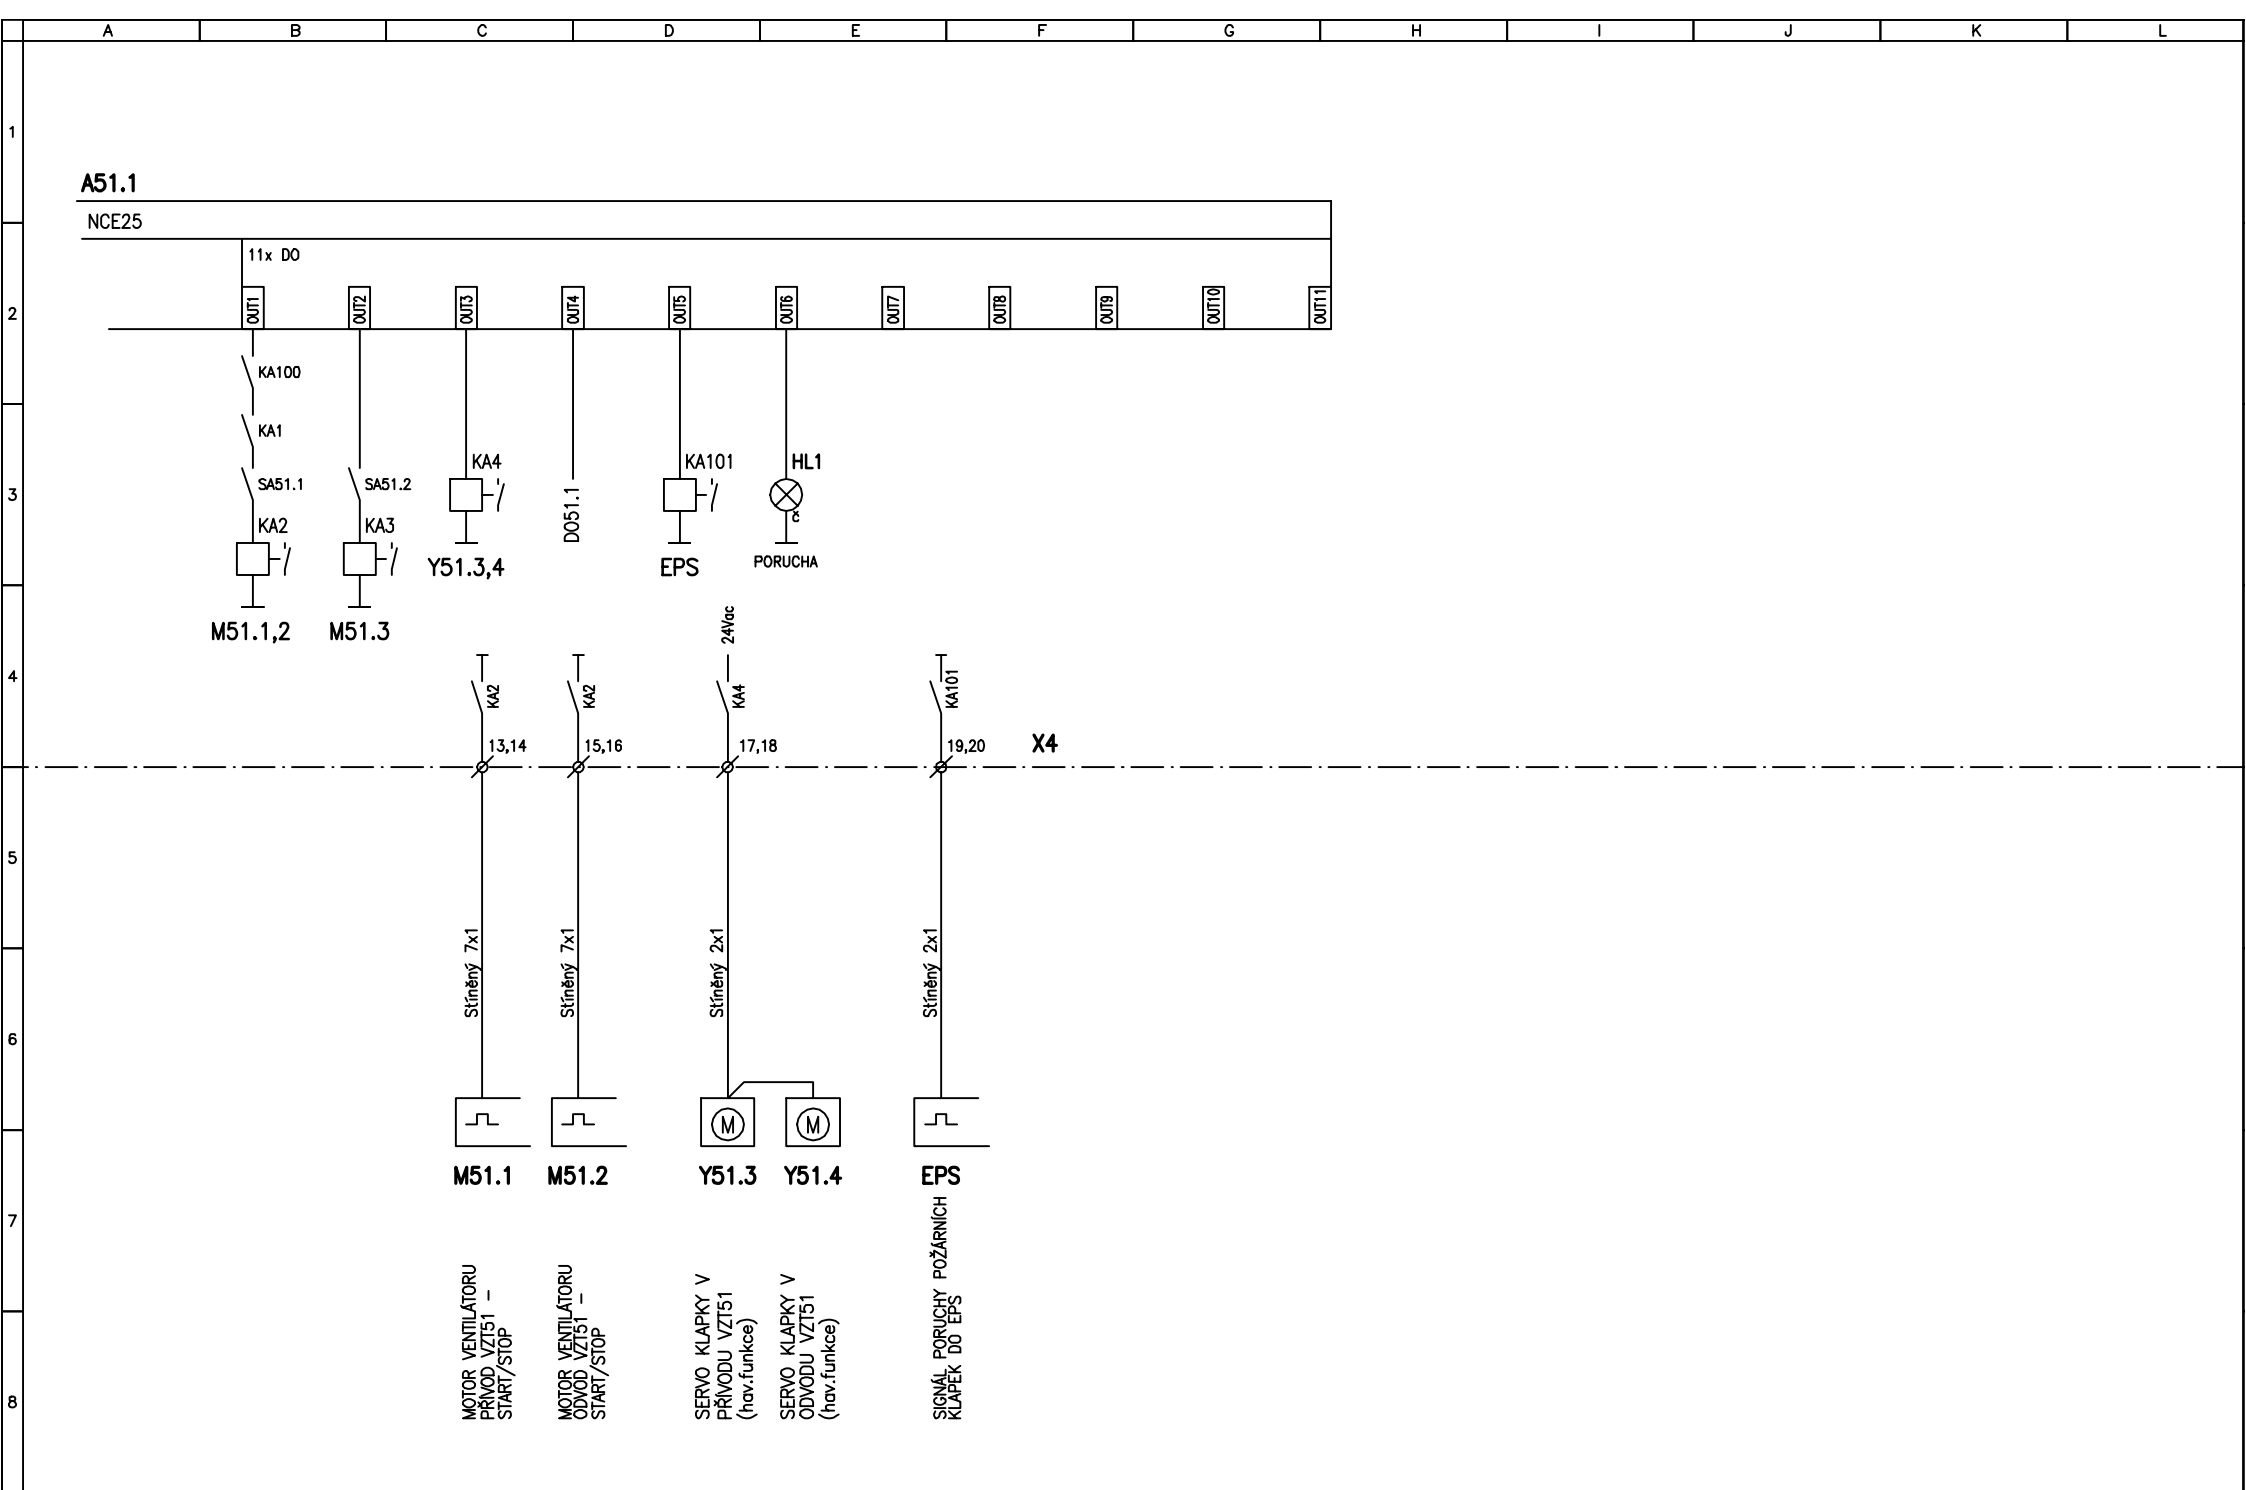 A B C D E F G H I J K L
1
A51.1
NCE25
11x DO
2
OUT1 OUT2 OUT3 OUT4 OUT5 OUT6 OUT7 OUT8 OUT9 OUT10 OUT11
KA100
KA1
KA4 KA101 HL1
3
SA51.1 SA51.2
DO51.1
č
KA2 KA3
Y51.3,4 EPS PORUCHA
M51.1,2 M51.3
24Vac
4
KA2 KA2 KA4 KA101
13,14 15,16 17,18 19,20 X4
5
Stíněný 7x1
Stíněný 7x1
Stíněný 2x1
Stíněný 2x1
6
M M
M51.1 M51.2 Y51.3 Y51.4 EPS
7
MOTOR VENTILÁTORU
PŘÍVOD VZT51 –
START/STOP
MOTOR VENTILÁTORU
ODVOD VZT51 –
START/STOP
SERVO KLAPKY V
PŘÍVODU VZT51
(hav.funkce)
SERVO KLAPKY V
ODVODU VZT51
(hav.funkce)
SIGNÁL PORUCHY POŽÁRNÍCH
KLAPEK DO EPS
8